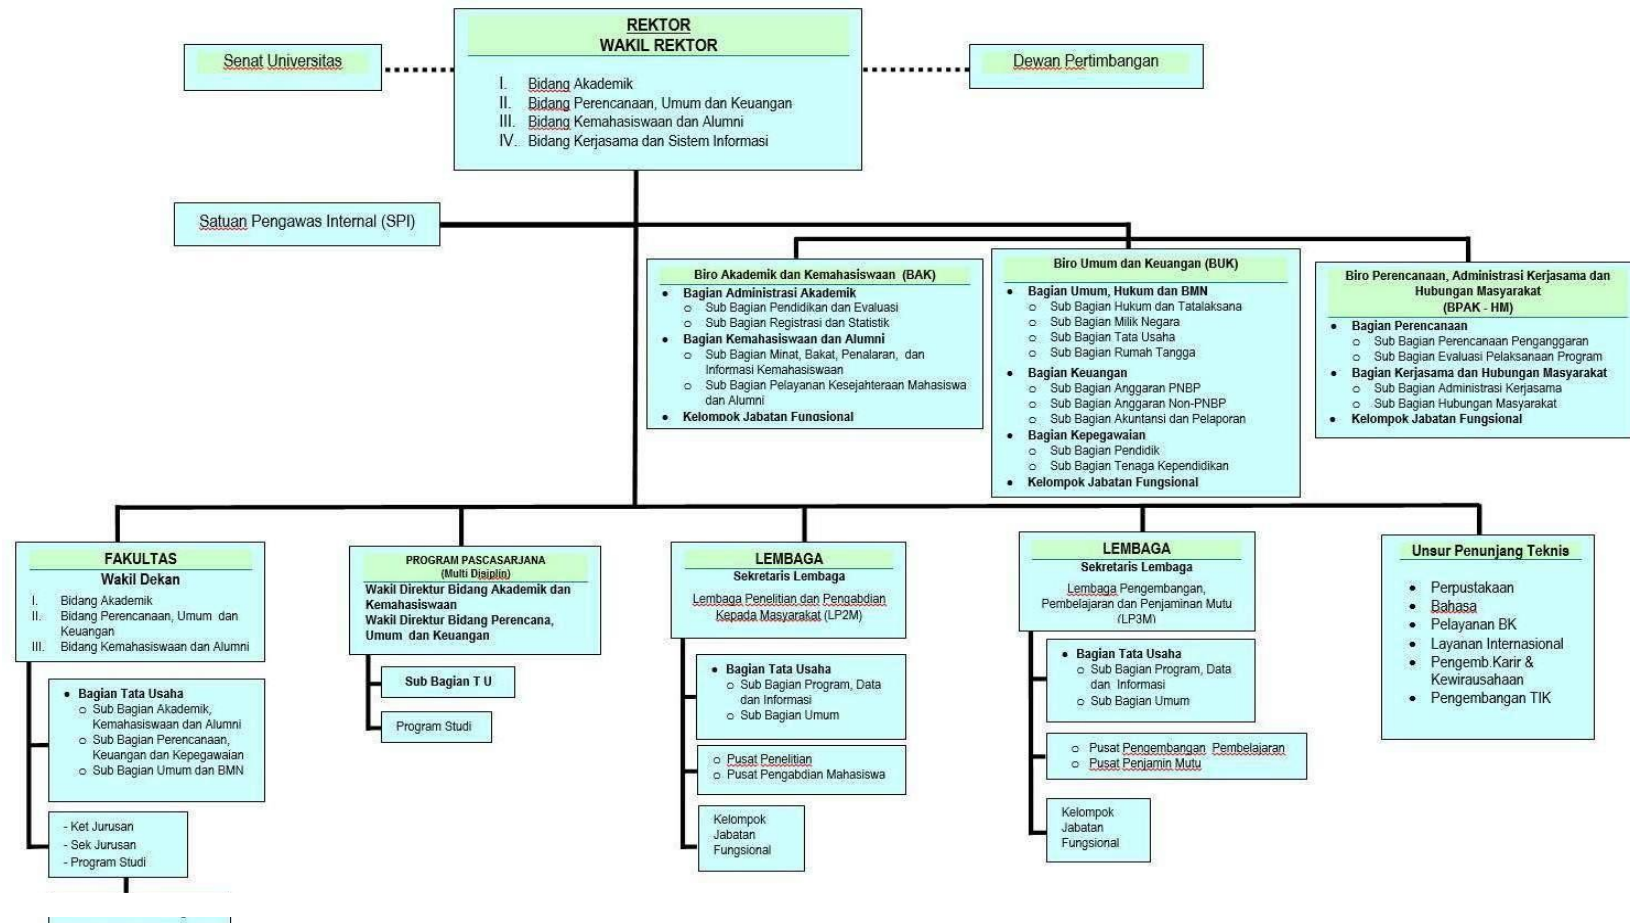 REKTOR
WAKIL REKTOR
I. Bidang Akademik
II. Bidang Perencanaan, Umum dan Keuangan
III. Bidang Kemahasiswaan dan Alumni
IV. Bidang Kerjasama dan Sistem Informasi
Senat Universitas
Dewan Pertimbangan
Satuan Pengawas Internal (SPI)
Biro Akademik dan Kemahasiswaan (BAK)
• Bagian Administrasi Akademik
o Sub Bagian Pendidikan dan Evaluasi
o Sub Bagian Registrasi dan Statistik
• Bagian Kemahasiswaan dan Alumni
o Sub Bagian Minat, Bakat, Penalaran, dan
Informasi Kemahasiswaan
o Sub Bagian Pelayanan Kesejahteraan Mahasiswa
dan Alumni
• Kelompok Jabatan Fungsional
Biro Umum dan Keuangan (BUK)
• Bagian Umum, Hukum dan BMN
o Sub Bagian Hukum dan Tatalaksana
o Sub Bagian Milik Negara
o Sub Bagian Tata Usaha
o Sub Bagian Rumah Tangga
• Bagian Keuangan
o Sub Bagian Anggaran PNBP
o Sub Bagian Anggaran Non-PNBP
o Sub Bagian Akuntansi dan Pelaporan
• Bagian Kepegawaian
o Sub Bagian Pendidik
o Sub Bagian Tenaga Kependidikan
• Kelompok Jabatan Fungsional
Biro Perencanaan, Administrasi Kerjasama dan
Hubungan Masyarakat
(BPAK - HM)
• Bagian Perencanaan
o Sub Bagian Perencanaan Penganggaran
o Sub Bagian Evaluasi Pelaksanaan Program
• Bagian Kerjasama dan Hubungan Masyarakat
o Sub Bagian Administrasi Kerjasama
o Sub Bagian Hubungan Masyarakat
• Kelompok Jabatan Fungsional
FAKULTAS
Wakil Dekan
I. Bidang Akademik
II. Bidang Perencanaan, Umum dan
Keuangan
III. Bidang Kemahasiswaan dan Alumni
• Bagian Tata Usaha
o Sub Bagian Akademik,
Kemahasiswaan dan Alumni
o Sub Bagian Perencanaan,
Keuangan dan Kepegawaian
o Sub Bagian Umum dan BMN
- Ket Jurusan
- Sek Jurusan
- Program Studi
PROGRAM PASCASARJANA
(Multi Disiplin)
Wakil Direktur Bidang Akademik dan
Kemahasiswaan
Wakil Direktur Bidang Perencana,
Umum dan Keuangan
Sub Bagian T U
Program Studi
LEMBAGA
Sekretaris Lembaga
Lembaga Penelitian dan Pengabdian
Kepada Masyarakat (LP2M)
• Bagian Tata Usaha
o Sub Bagian Program, Data
dan Informasi
o Sub Bagian Umum
o Pusat Penelitian
o Pusat Pengabdian Mahasiswa
Kelompok
Jabatan
Fungsional
LEMBAGA
Sekretaris Lembaga
Lembaga Pengembangan,
Pembelajaran dan Penjaminan Mutu
(LP3M)
• Bagian Tata Usaha
o Sub Bagian Program, Data
dan Informasi
o Sub Bagian Umum
o Pusat Pengembangan Pembelajaran
o Pusat Penjamin Mutu
Kelompok
Jabatan
Fungsional
Unsur Penunjang Teknis
• Perpustakaan
• Bahasa
• Pelayanan BK
• Layanan Internasional
• Pengemb.Karir &
Kewirausahaan
• Pengembangan TIK